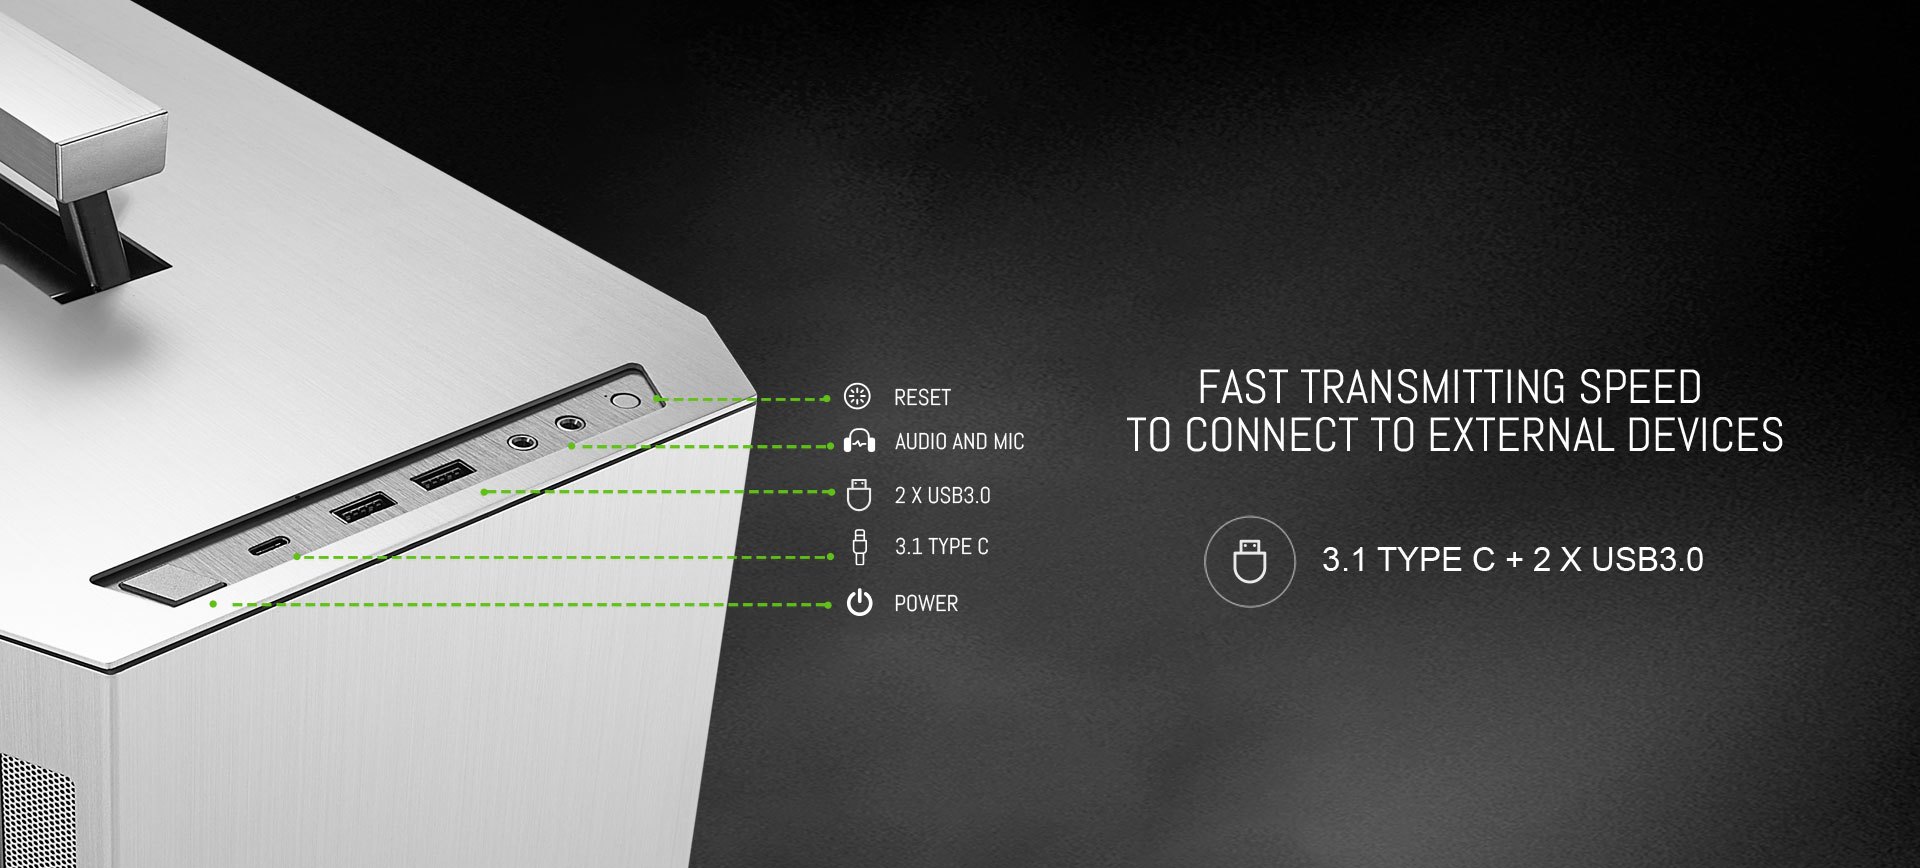 RESET
AUDIO AND MIC
2 X USB3.0
3.1 TYPE C
POWER
FAST TRANSMITTING SPEED
TO CONNECT TO EXTERNAL DEVICES
3.1 TYPE C + 2 X USB3.0